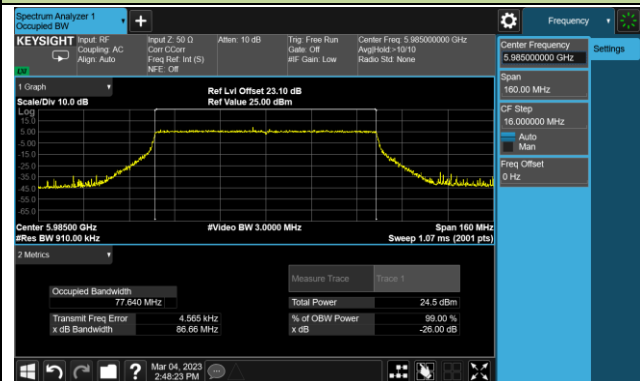 Spectrum Analyzer 1
Occupied BW
Frequency
KEYSIGHT Input: RF
Coupling: AC
Align: Auto
Input Z: 50 Ω
Corr CCorr
Freq Ref: Int (S)
NFE: Off
Atten: 10 dB
Trig: Free Run
Gate: Off
#IF Gain: Low
Center Freq: 5.985000000 GHz
Avg|Hold:>10/10
Radio Std: None
LXI
Center Frequency
5.985000000 GHz
Settings
Span
160.00 MHz
CF Step
16.000000 MHz
Auto
Man
Freq Offset
0 Hz
1 Graph
Scale/Div 10.0 dB
Ref Lvl Offset 23.10 dB
Ref Value 25.00 dBm
Log
15.0
5.00
-5.00
-15.0
-25.0
-35.0
-45.0
-55.0
-65.0
Center 5.98500 GHz
#Video BW 3.0000 MHz
Span 160 MHz
#Res BW 910.00 kHz
Sweep 1.07 ms (2001 pts)
2 Metrics
Measure Trace
Trace 1
Occupied Bandwidth
77.640 MHz
Total Power
24.5 dBm
Transmit Freq Error
4.565 kHz
% of OBW Power
99.00 %
x dB Bandwidth
86.66 MHz
x dB
-26.00 dB
?
Mar 04, 2023
2:48:23 PM